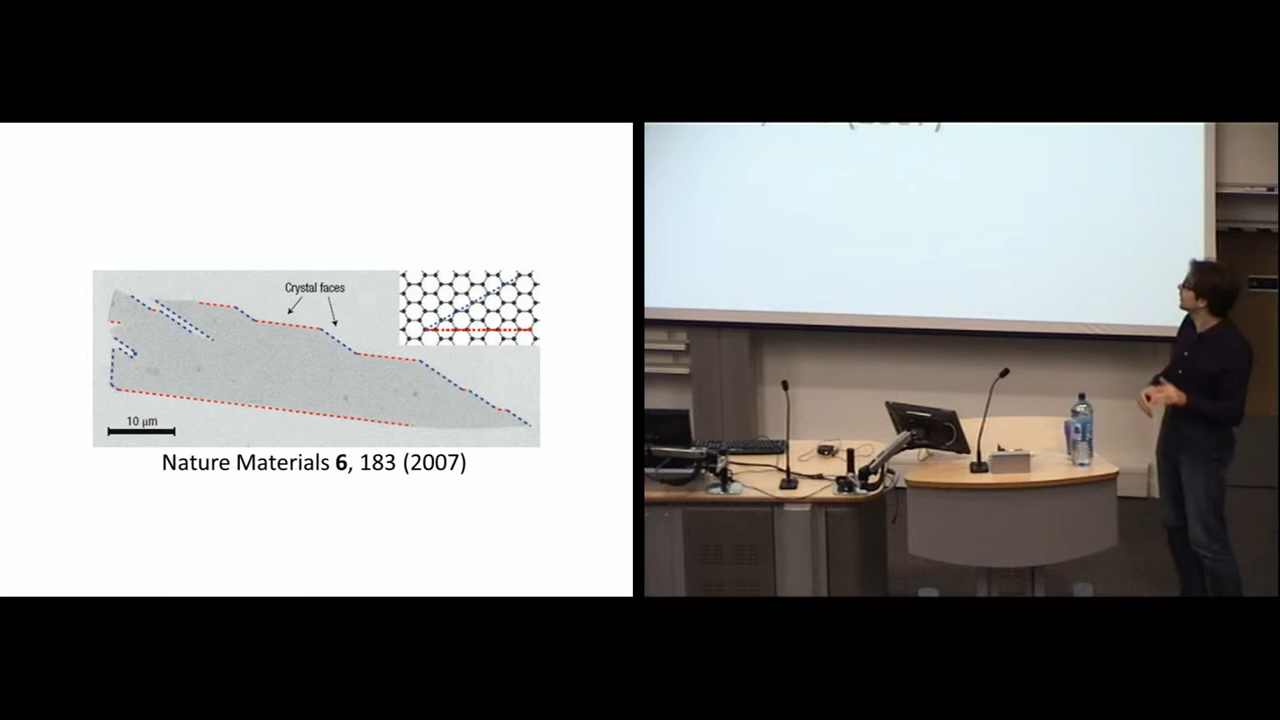 Crystal faces
10 µm
Nature Materials 6, 183 (2007)